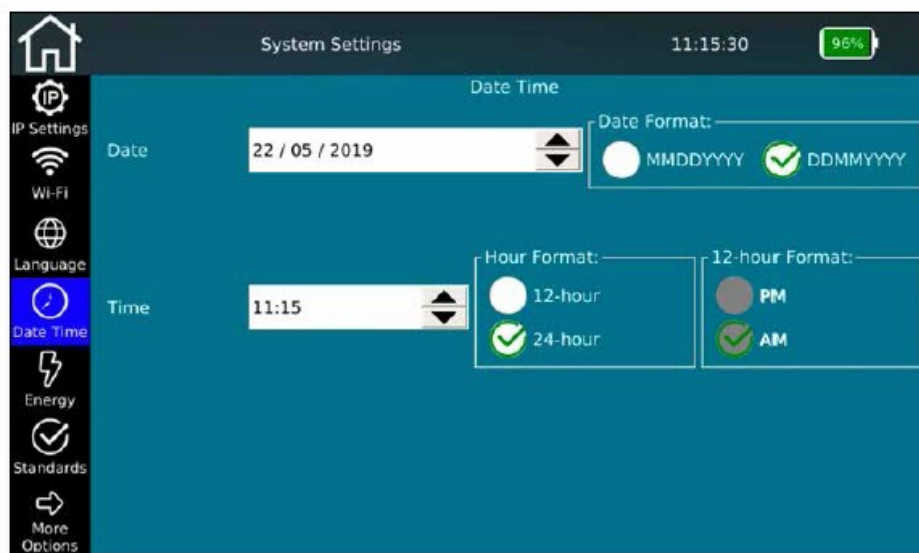 System Settings 11:15:30 96%
IP
IP Settings
Wi-Fi
Language
Date Time
Energy
Standards
More
Options
Date Time
Date 22 / 05 / 2019
Date Format:
MMDDYYYY DDMMYYYY
Time 11:15
Hour Format:
12-hour
24-hour
12-hour Format:
PM
AM